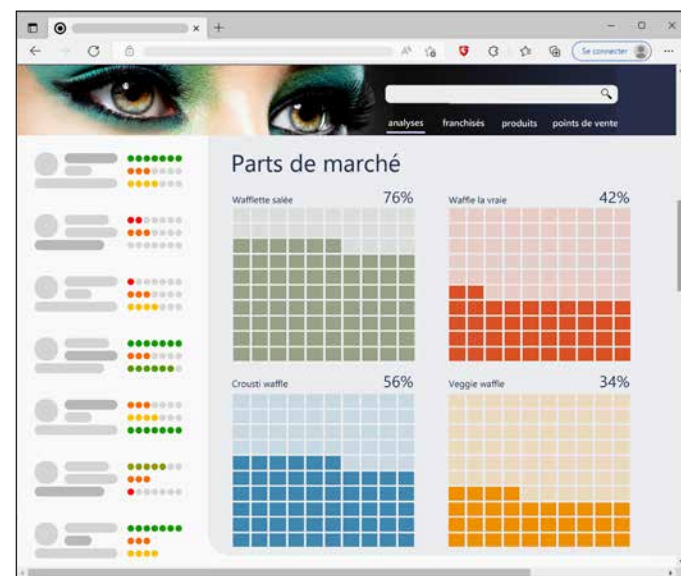 Se connecter
analyses franchisés produits points de vente
Parts de marché
Wafflette salée 76% Waffle la vraie 42%
Crousti waffle 56% Veggie waffle 34%